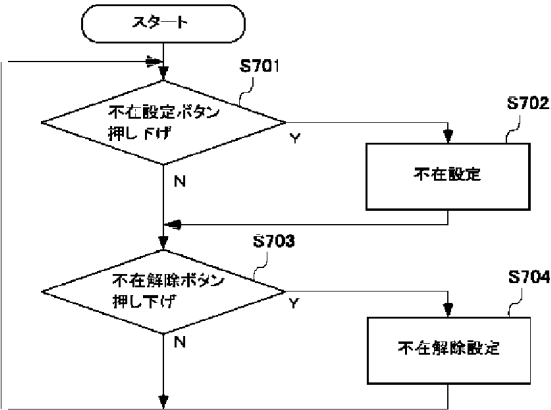 スタート
S701
不在設定ボタン
押し下げ
Y
N
S702
不在設定
S703
不在解除ボタン
押し下げ
Y
N
S704
不在解除設定